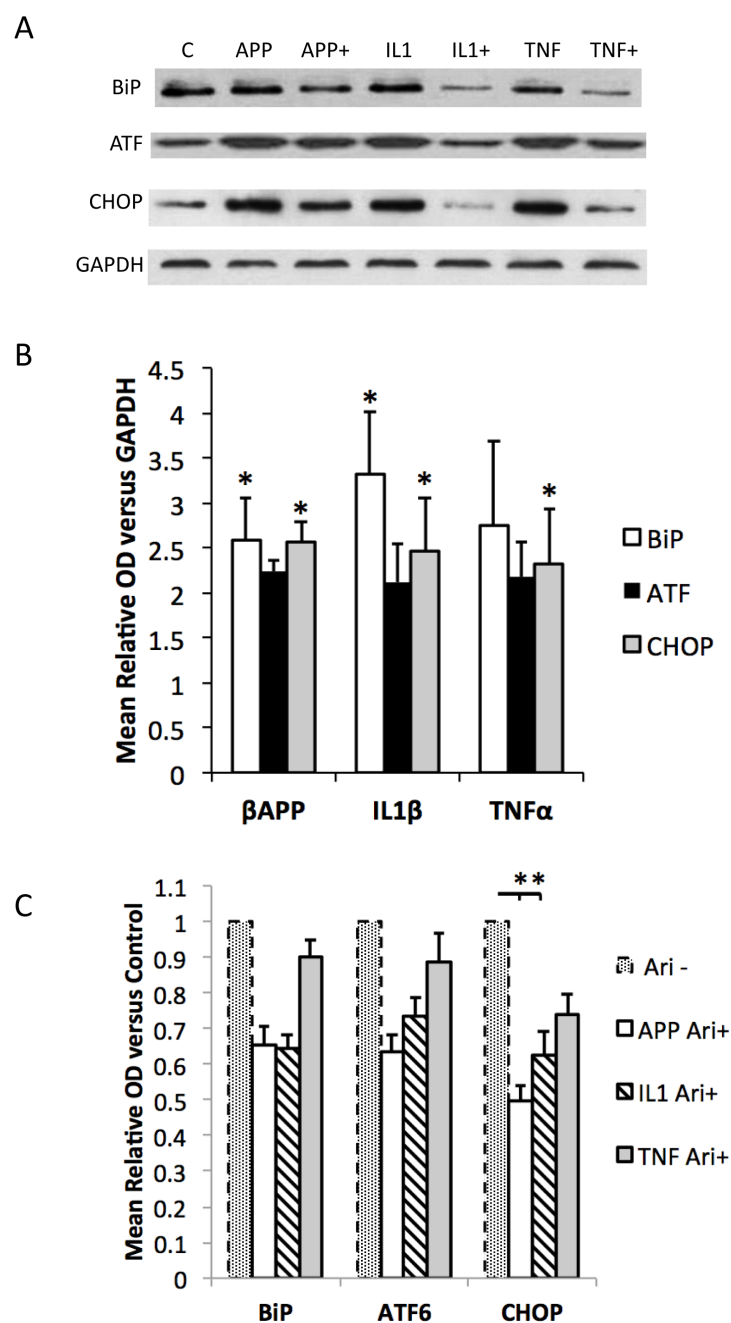 A
C APP APP+ IL1 IL1+ TNF TNF+
BiP
ATF
CHOP
GAPDH
B
Mean Relative OD versus GAPDH
4.5
4
3.5
3
2.5
2
1.5
1
0.5
0
* * * * *
βAPP IL1β TNFα
BiP
ATF
CHOP
C
Mean Relative OD versus Control
1.1
1
0.9
0.8
0.7
0.6
0.5
0.4
0.3
0.2
0.1
0
**
BiP ATF6 CHOP
Ari -
APP Ari+
IL1 Ari+
TNF Ari+